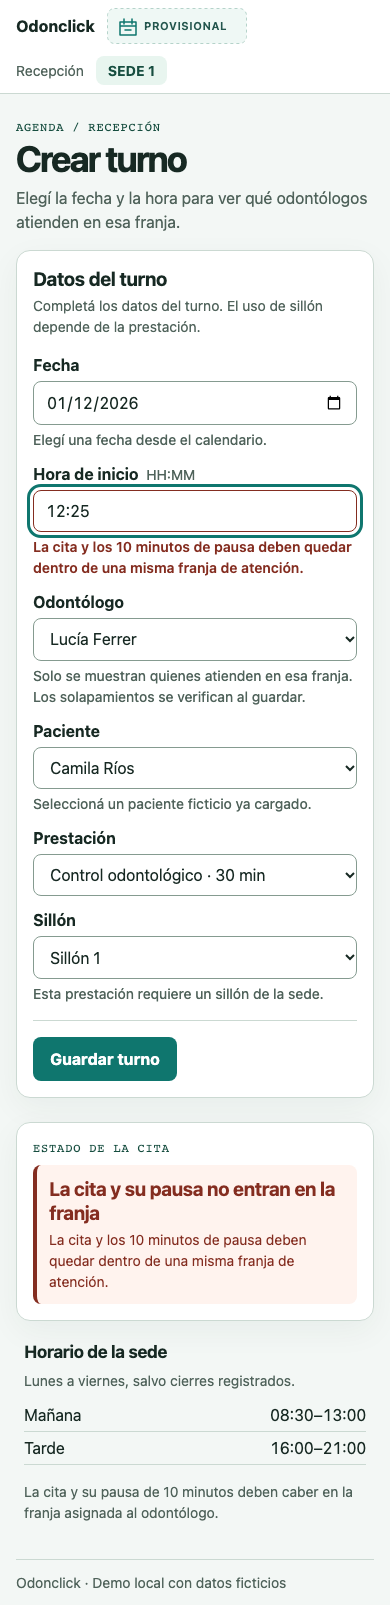 Odonclick
PROVISIONAL
Recepción
SEDE 1
AGENDA / RECEPCIÓN
Crear turno
Elegí la fecha y la hora para ver qué odontólogos
atienden en esa franja.
Datos del turno
Completá los datos del turno. El uso de sillón
depende de la prestación.
Fecha
01/12/2026
Elegí una fecha desde el calendario.
Hora de inicio HH:MM
12:25
La cita y los 10 minutos de pausa deben quedar
dentro de una misma franja de atención.
Odontólogo
Lucía Ferrer
Solo se muestran quienes atienden en esa franja.
Los solapamientos se verifican al guardar.
Paciente
Camila Ríos
Seleccioná un paciente ficticio ya cargado.
Prestación
Control odontológico · 30 min
Sillón
Sillón 1
Esta prestación requiere un sillón de la sede.
Guardar turno
ESTADO DE LA CITA
La cita y su pausa no entran en la
franja
La cita y los 10 minutos de pausa deben
quedar dentro de una misma franja de
atención.
Horario de la sede
Lunes a viernes, salvo cierres registrados.
Mañana 08:30–13:00
Tarde 16:00–21:00
La cita y su pausa de 10 minutos deben caber en la
franja asignada al odontólogo.
Odonclick · Demo local con datos ficticios